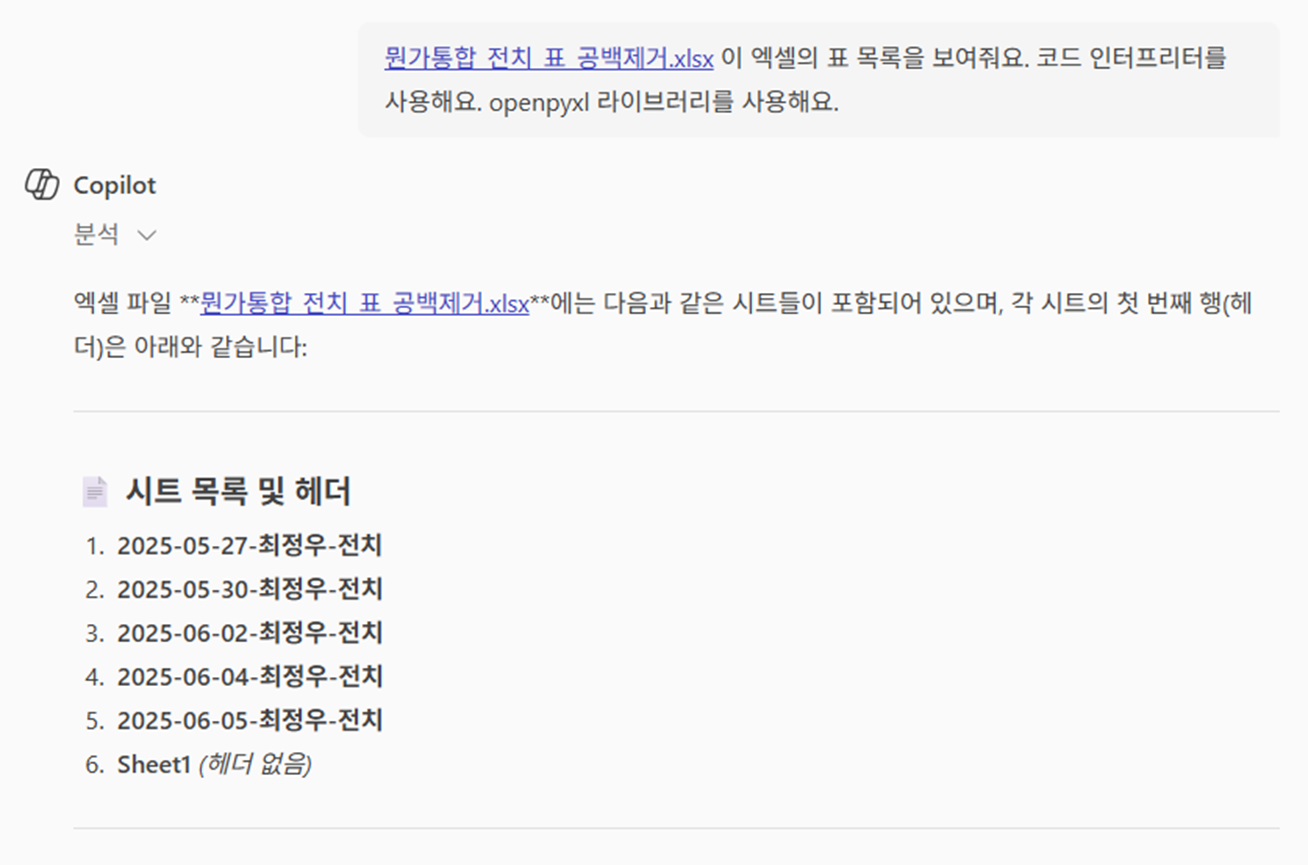 뭔가통합_전치_표_공백제거.xlsx 이 엑셀의 표 목록을 보여줘요. 코드 인터프리터를
사용해요. openpyxl 라이브러리를 사용해요.
Copilot
분석
엑셀 파일 **뭔가통합_전치_표_공백제거.xlsx**에는 다음과 같은 시트들이 포함되어 있으며, 각 시트의 첫 번째 행(헤
더)은 아래와 같습니다:
시트 목록 및 헤더
1. 2025-05-27-최정우-전치
2. 2025-05-30-최정우-전치
3. 2025-06-02-최정우-전치
4. 2025-06-04-최정우-전치
5. 2025-06-05-최정우-전치
6. Sheet1 (헤더 없음)